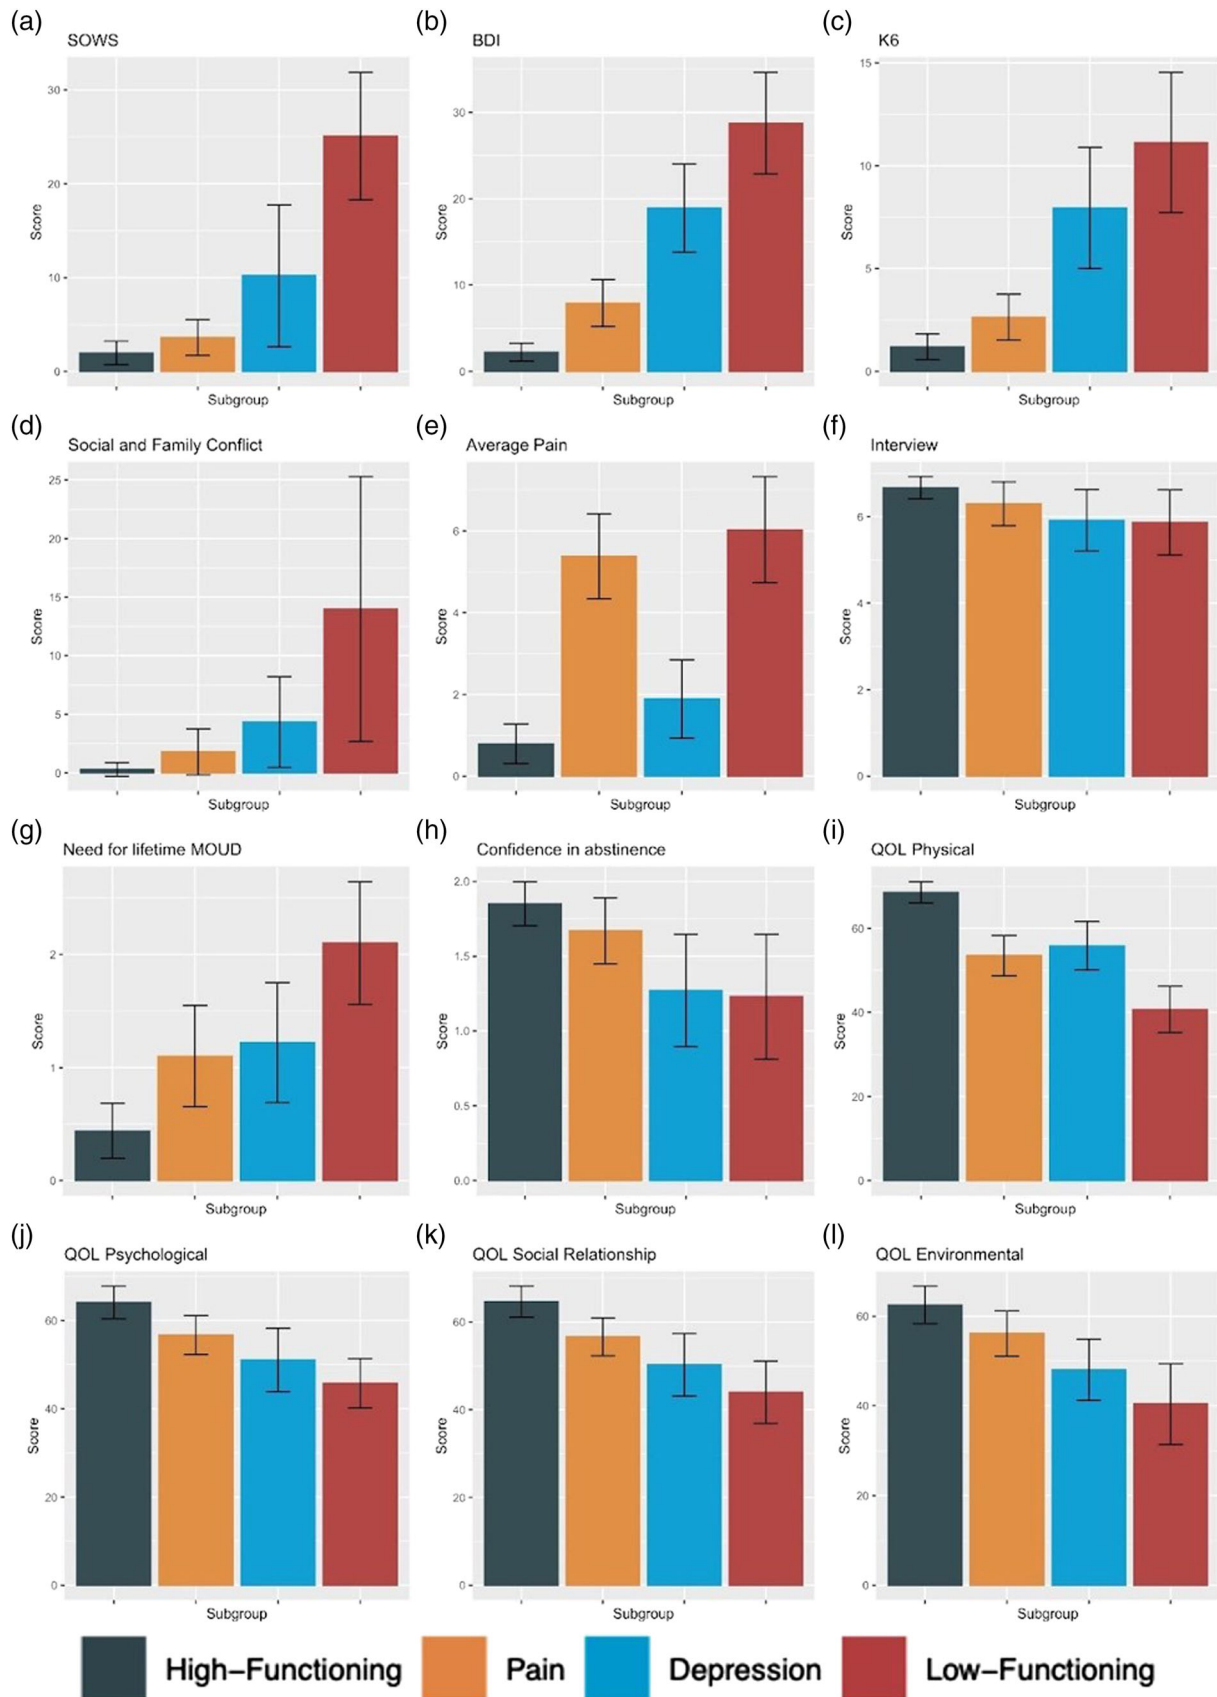 (a)
SOWS
30
20
10
0
Score
Subgroup
(b)
BDI
30
20
10
0
Score
Subgroup
(c)
K6
15
10
5
0
Score
Subgroup
(d)
Social and Family Conflict
25
20
15
10
5
0
Score
Subgroup
(e)
Average Pain
6
4
2
0
Score
Subgroup
(f)
Interview
6
4
2
0
Score
Subgroup
(g)
Need for lifetime MOUD
2
1
0
Score
Subgroup
(h)
Confidence in abstinence
2.0
1.5
1.0
0.5
0.0
Score
Subgroup
(i)
QOL Physical
60
40
20
0
Score
Subgroup
(j)
QOL Psychological
60
40
20
0
Score
Subgroup
(k)
QOL Social Relationship
60
40
20
0
Score
Subgroup
(l)
QOL Environmental
60
40
20
0
Score
Subgroup
High–Functioning Pain Depression Low–Functioning